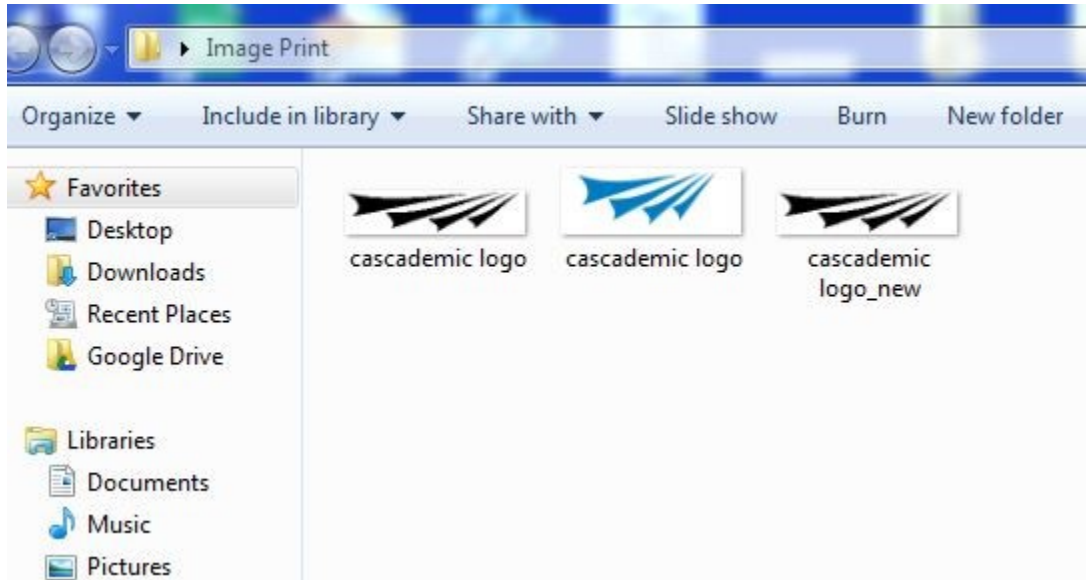 Image Print
Organize Include in library Share with Slide show Burn New folder
Favorites
Desktop
Downloads
Recent Places
Google Drive
Libraries
Documents
Music
Pictures
cascademic logo
cascademic logo
cascademic
logo_new